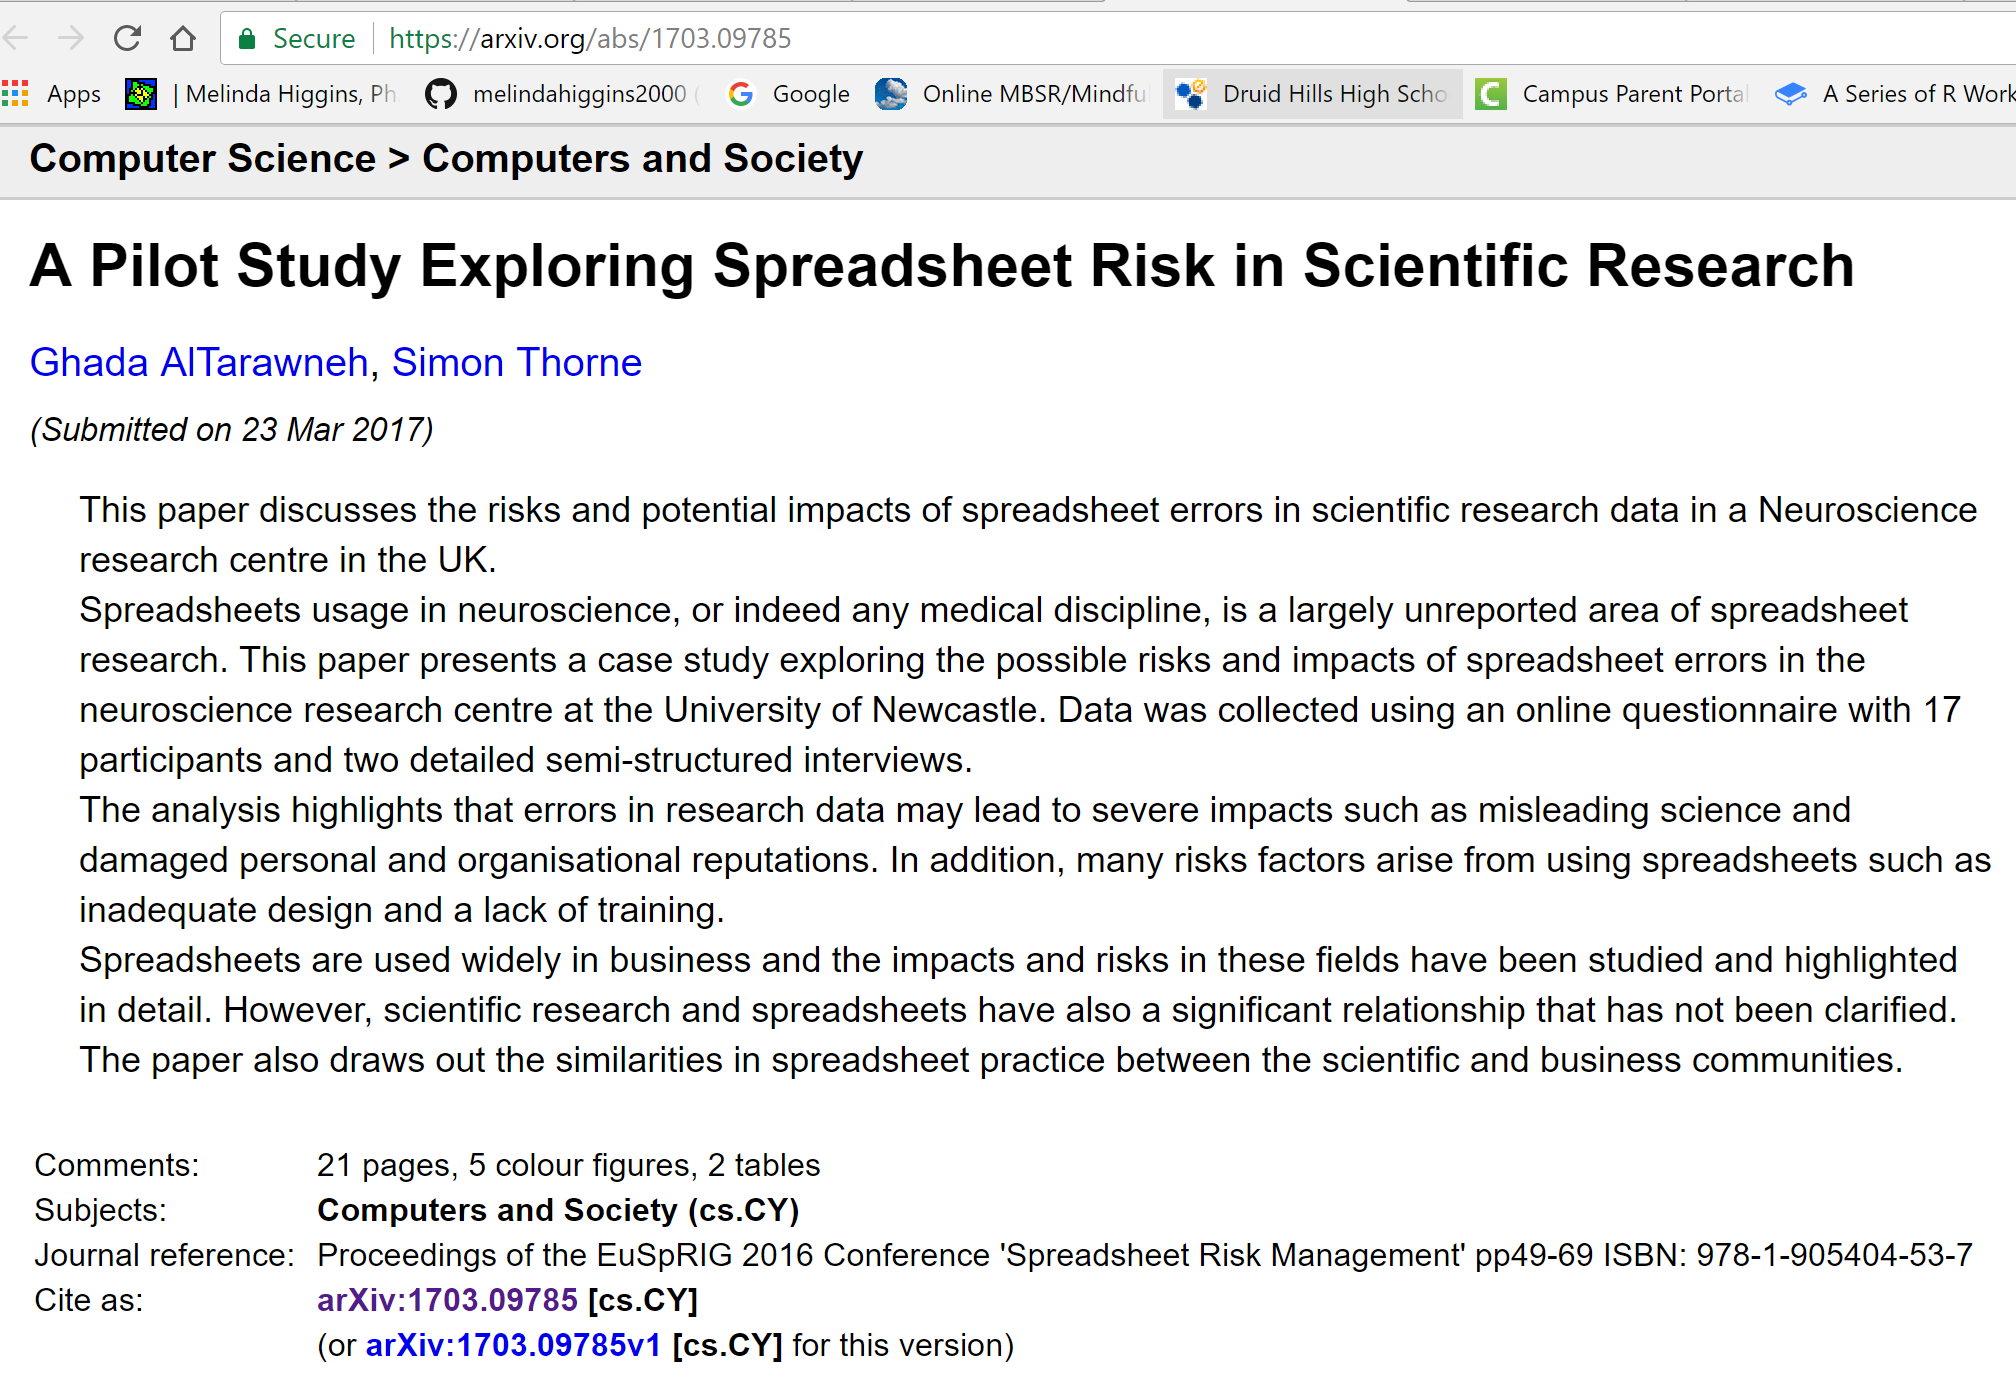 Secure https://arxiv.org/abs/1703.09785
Apps | Melinda Higgins, Ph. melindahiggins2000 ( Google Online MBSR/Mindfu Druid Hills High Scho Campus Parent Porta A Series of R Work
Computer Science > Computers and Society
A Pilot Study Exploring Spreadsheet Risk in Scientific Research
Ghada AlTarawneh, Simon Thorne
(Submitted on 23 Mar 2017)
This paper discusses the risks and potential impacts of spreadsheet errors in scientific research data in a Neuroscience
research centre in the UK.
Spreadsheets usage in neuroscience, or indeed any medical discipline, is a largely unreported area of spreadsheet
research. This paper presents a case study exploring the possible risks and impacts of spreadsheet errors in the
neuroscience research centre at the University of Newcastle. Data was collected using an online questionnaire with 17
participants and two detailed semi-structured interviews.
The analysis highlights that errors in research data may lead to severe impacts such as misleading science and
damaged personal and organisational reputations. In addition, many risks factors arise from using spreadsheets such as
inadequate design and a lack of training.
Spreadsheets are used widely in business and the impacts and risks in these fields have been studied and highlighted
in detail. However, scientific research and spreadsheets have also a significant relationship that has not been clarified.
The paper also draws out the similarities in spreadsheet practice between the scientific and business communities.
Comments: 21 pages, 5 colour figures, 2 tables
Subjects: Computers and Society (cs.CY)
Journal reference: Proceedings of the EuSpRIG 2016 Conference 'Spreadsheet Risk Management' pp49-69 ISBN: 978-1-905404-53-7
Cite as: arXiv:1703.09785 [cs.CY]
(or arXiv:1703.09785v1 [cs.CY] for this version)